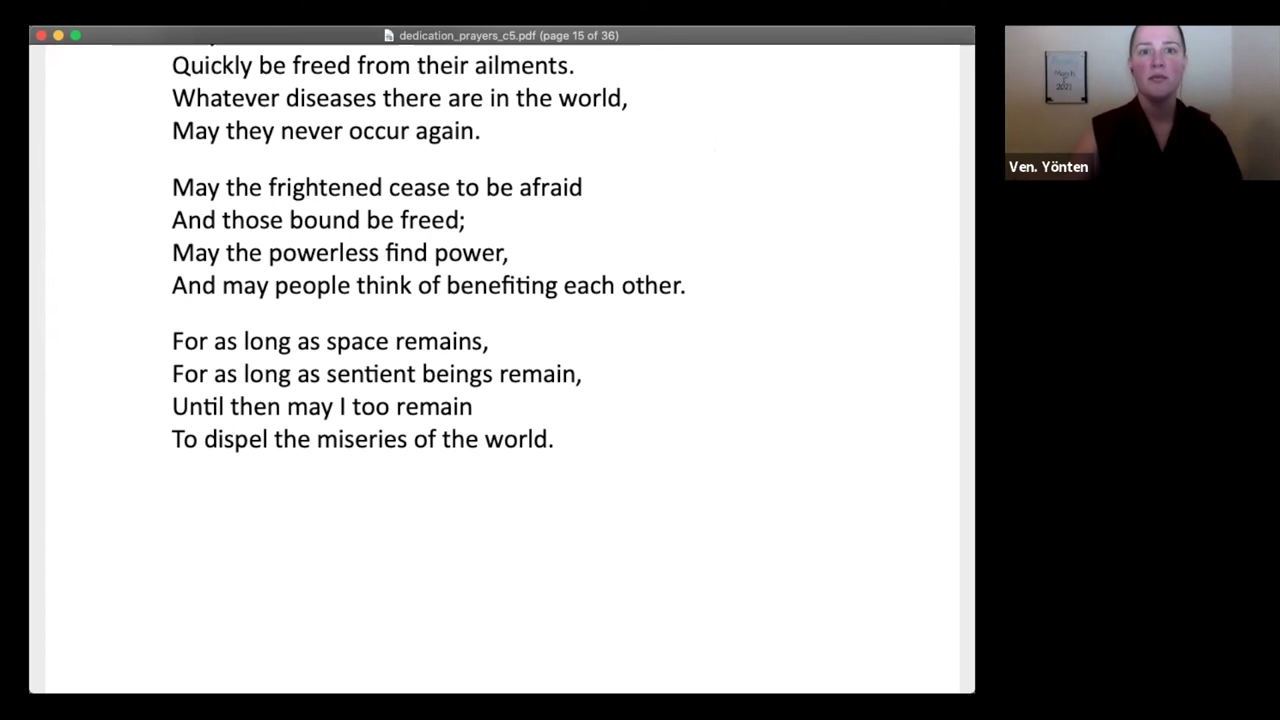 dedication_prayers_c5.pdf (page 15 of 36)
Quickly be freed from their ailments.
Whatever diseases there are in the world,
May they never occur again.
May the frightened cease to be afraid
And those bound be freed;
May the powerless find power,
And may people think of benefiting each other.
For as long as space remains,
For as long as sentient beings remain,
Until then may I too remain
To dispel the miseries of the world.
March
2021
Ven. Yönten